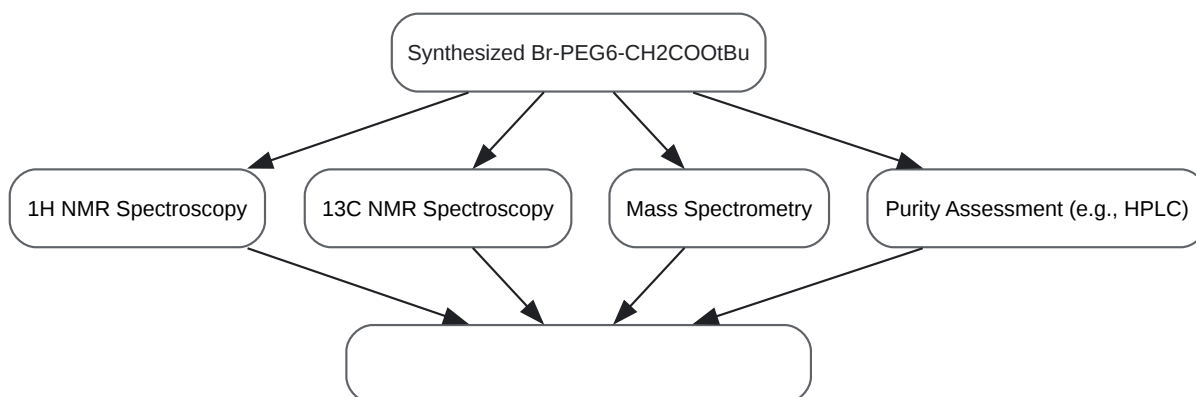 Synthesized Br-PEG6-CH2COOtBu
1H NMR Spectroscopy
13C NMR Spectroscopy
Mass Spectrometry
Purity Assessment (e.g., HPLC)